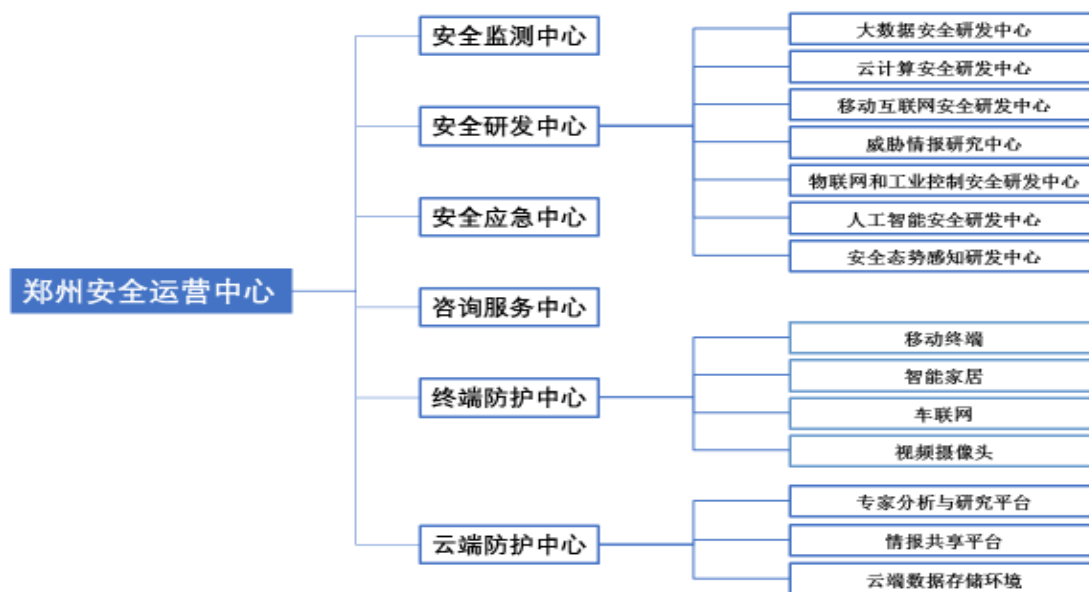 郑州安全运营中心
安全监测中心
安全研发中心
大数据安全研发中心
云计算安全研发中心
移动互联网安全研发中心
威胁情报研究中心
物联网和工业控制安全研发中心
人工智能安全研发中心
安全态势感知研发中心
安全应急中心
咨询服务中心
终端防护中心
移动终端
智能家居
车联网
视频摄像头
云端防护中心
专家分析与研究平台
情报共享平台
云端数据存储环境